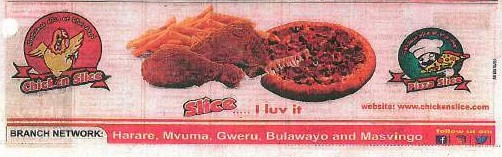 Chicken Slice
Pizza Slice
Slice ..... I luv it
website: www.chickenslice.com
BRANCH NETWORK: Harare, Mvuma, Gweru, Bulawayo and Masvingo
follow us on: